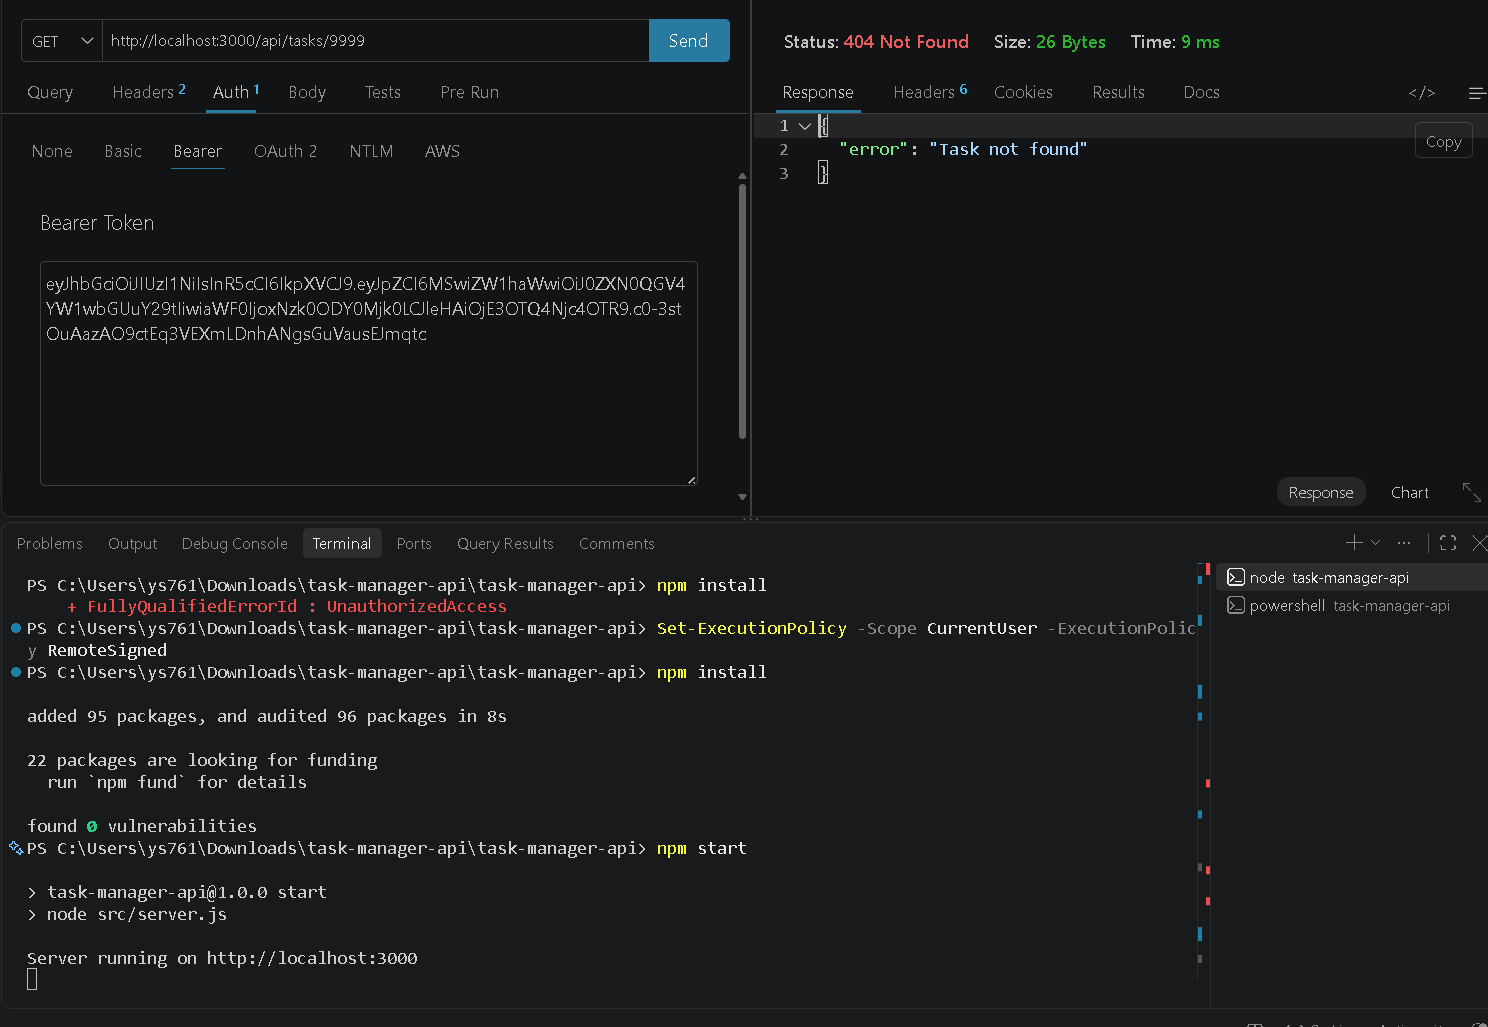 GET http://localhost:3000/api/tasks/9999 Send
Query Headers 2 Auth 1 Body Tests Pre Run
None Basic Bearer OAuth 2 NTLM AWS
Bearer Token
eyJhbGciOiJIUzI1NiIsInR5cCI6IkpXVCJ9.eyJpZCI6MSwiZW1haWwiOiJ0ZXN0QGV4
YW1wbGUuY29tIiwiaWF0IjoxNzk0ODY0Mjk0LCJleHAiOjE3OTQ4Njc4OTR9.c0-3st
OuAazAO9ctEq3VEXmLDnhANgsGuVausEJmqtc
Status: 404 Not Found Size: 26 Bytes Time: 9 ms
Response Headers 6 Cookies Results Docs </>
1 {
2 "error": "Task not found"
3 }
Copy
Response Chart
Problems Output Debug Console Terminal Ports Query Results Comments
PS C:\Users\ys761\Downloads\task-manager-api\task-manager-api> npm install
+ FullyQualifiedErrorId : UnauthorizedAccess
PS C:\Users\ys761\Downloads\task-manager-api\task-manager-api> Set-ExecutionPolicy -Scope CurrentUser -ExecutionPolic
y RemoteSigned
PS C:\Users\ys761\Downloads\task-manager-api\task-manager-api> npm install
added 95 packages, and audited 96 packages in 8s
22 packages are looking for funding
run `npm fund` for details
found 0 vulnerabilities
PS C:\Users\ys761\Downloads\task-manager-api\task-manager-api> npm start
> task-manager-api@1.0.0 start
> node src/server.js
Server running on http://localhost:3000
node task-manager-api
powershell task-manager-api